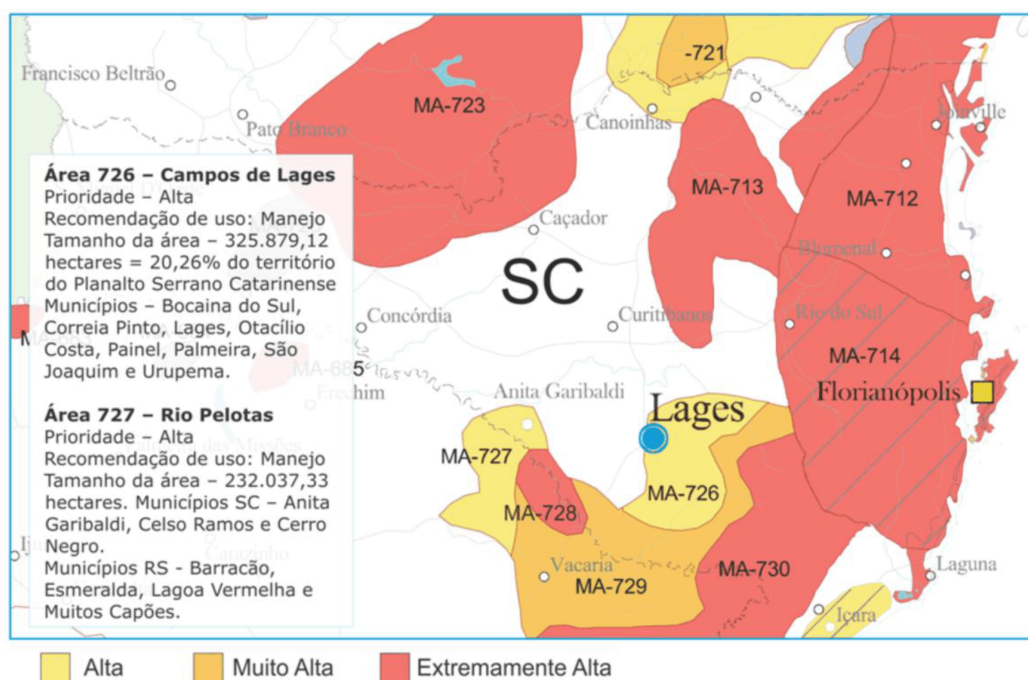 -721
Francisco Beltrão
MA-723
Pato Branco
Canoinhas
Joinville
MA-713
MA-712
Área 726 – Campos de Lages
Prioridade – Alta
Recomendação de uso: Manejo
Tamanho da área – 325.879,12
hectares = 20,26% do território
do Planalto Serrano Catarinense
Municípios – Bocaina do Sul,
Correia Pinto, Lages, Otacílio
Costa, Painel, Palmeira, São
Joaquim e Urupema.
Caçador
Blumenal
SC
Concórdia
Curitibanos
Rio do Sul
MA-714
MA-685
Erechim
Anita Garibaldi
Lages
Florianópolis
Área 727 – Rio Pelotas
Prioridade – Alta
Recomendação de uso: Manejo
Tamanho da área – 232.037,33
hectares. Municípios SC – Anita
Garibaldi, Celso Ramos e Cerro
Negro.
Municípios RS - Barracão,
Esmeralda, Lagoa Vermelha e
Muitos Capões.
MA-727
MA-726
MA-728
Vacaria
MA-729
MA-730
Laguna
Içara
Carazinho
Alta
Muito Alta
Extremamente Alta